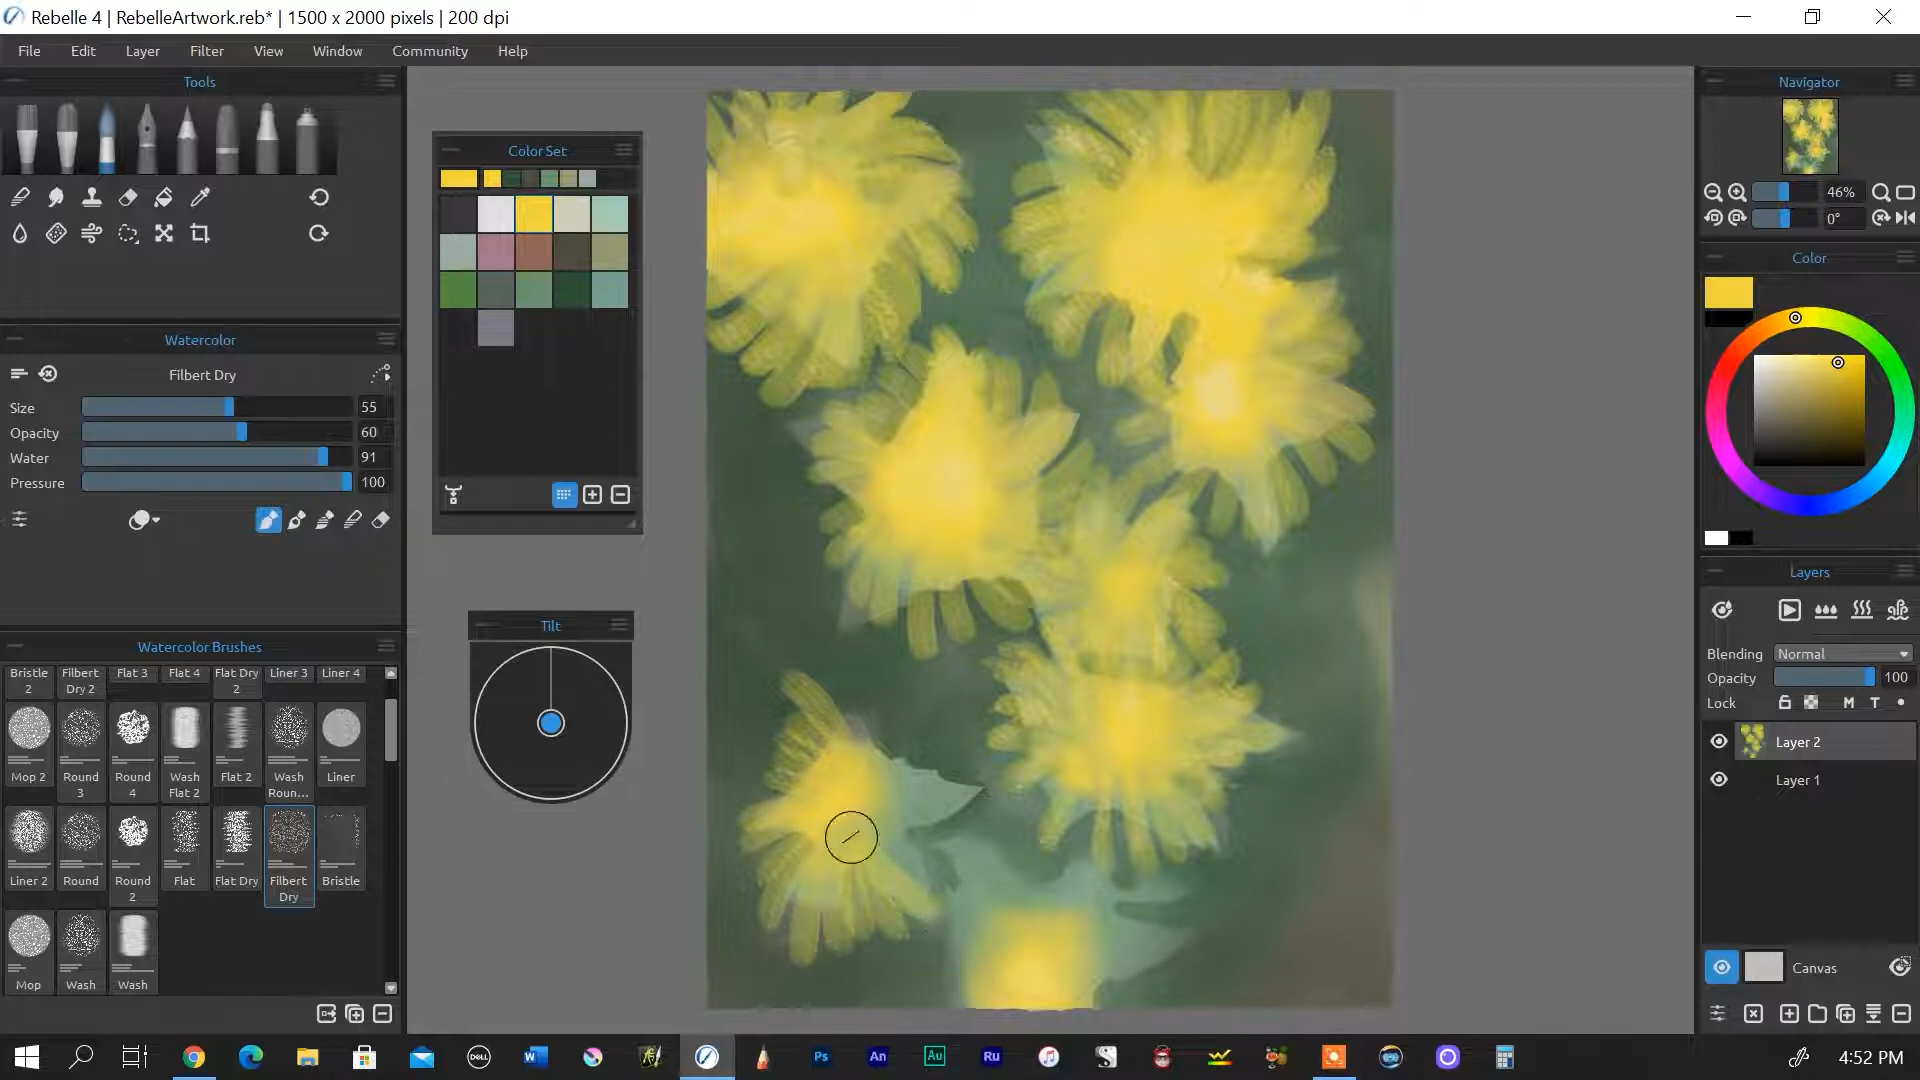 Rebelle 4 | RebelleArtwork.reb* | 1500 x 2000 pixels | 200 dpi
File Edit Layer Filter View Window Community Help
Tools
Watercolor
Filbert Dry
Size 55
Opacity 60
Water 91
Pressure 100
Watercolor Brushes
Bristle 2
Filbert Dry 2
Flat 3
Flat 4
Flat Dry 2
Liner 3
Liner 4
Mop 2
Round 3
Round 4
Wash Flat 2
Flat 2
Wash Roun...
Liner
Liner 2
Round
Round 2
Flat
Flat Dry
Filbert Dry
Bristle
Mop
Wash
Wash
Color Set
Tilt
Navigator
46%
0°
Color
Layers
Blending Normal
Opacity 100
Lock M T
Layer 2
Layer 1
Canvas
DELL
W
Ps
An
Au
Ru
S
4:52 PM